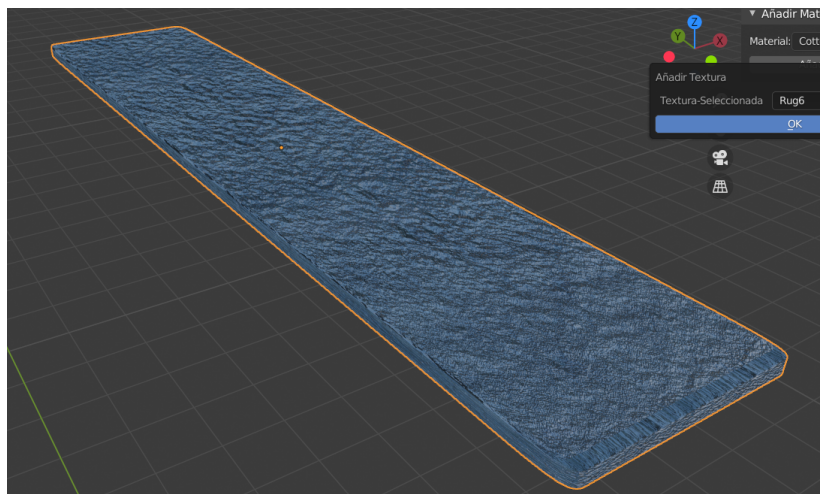 Añadir Mat
Z
Y
X
Material: Cott
Añadir Textura
Textura-Seleccionada Rug6
OK